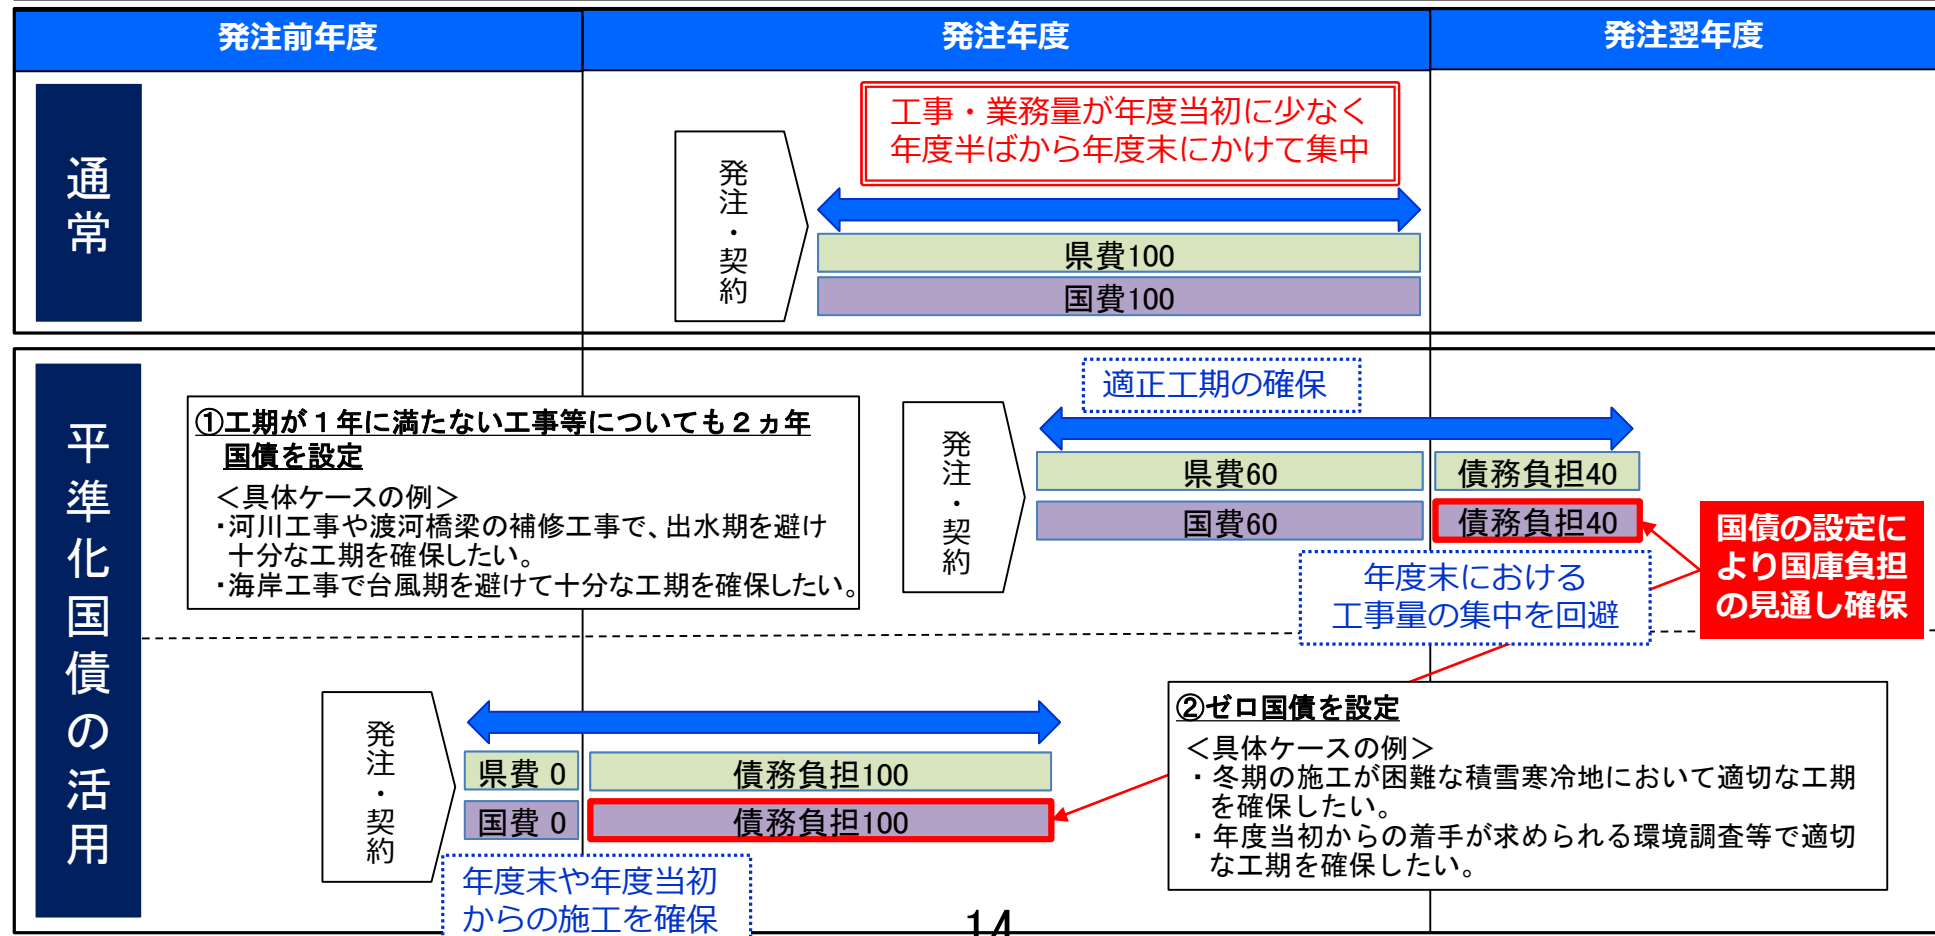 発注前年度
発注年度
発注翌年度
通常
発注・契約
工事・業務量が年度当初に少なく
年度半ばから年度末にかけて集中
県費100
国費100
平準化国債の活用
①工期が１年に満たない工事等についても２ヵ年
国債を設定
＜具体ケースの例＞
・河川工事や渡河橋梁の補修工事で、出水期を避け
十分な工期を確保したい。
・海岸工事で台風期を避けて十分な工期を確保したい。
発注・契約
適正工期の確保
県費60
債務負担40
国費60
債務負担40
国債の設定に
より国庫負担
の見通し確保
年度末における
工事量の集中を回避
発注・契約
県費 0
債務負担100
国費 0
債務負担100
年度末や年度当初
からの施工を確保
②ゼロ国債を設定
＜具体ケースの例＞
・冬期の施工が困難な積雪寒冷地において適切な工期
を確保したい。
・年度当初からの着手が求められる環境調査等で適切
な工期を確保したい。
14